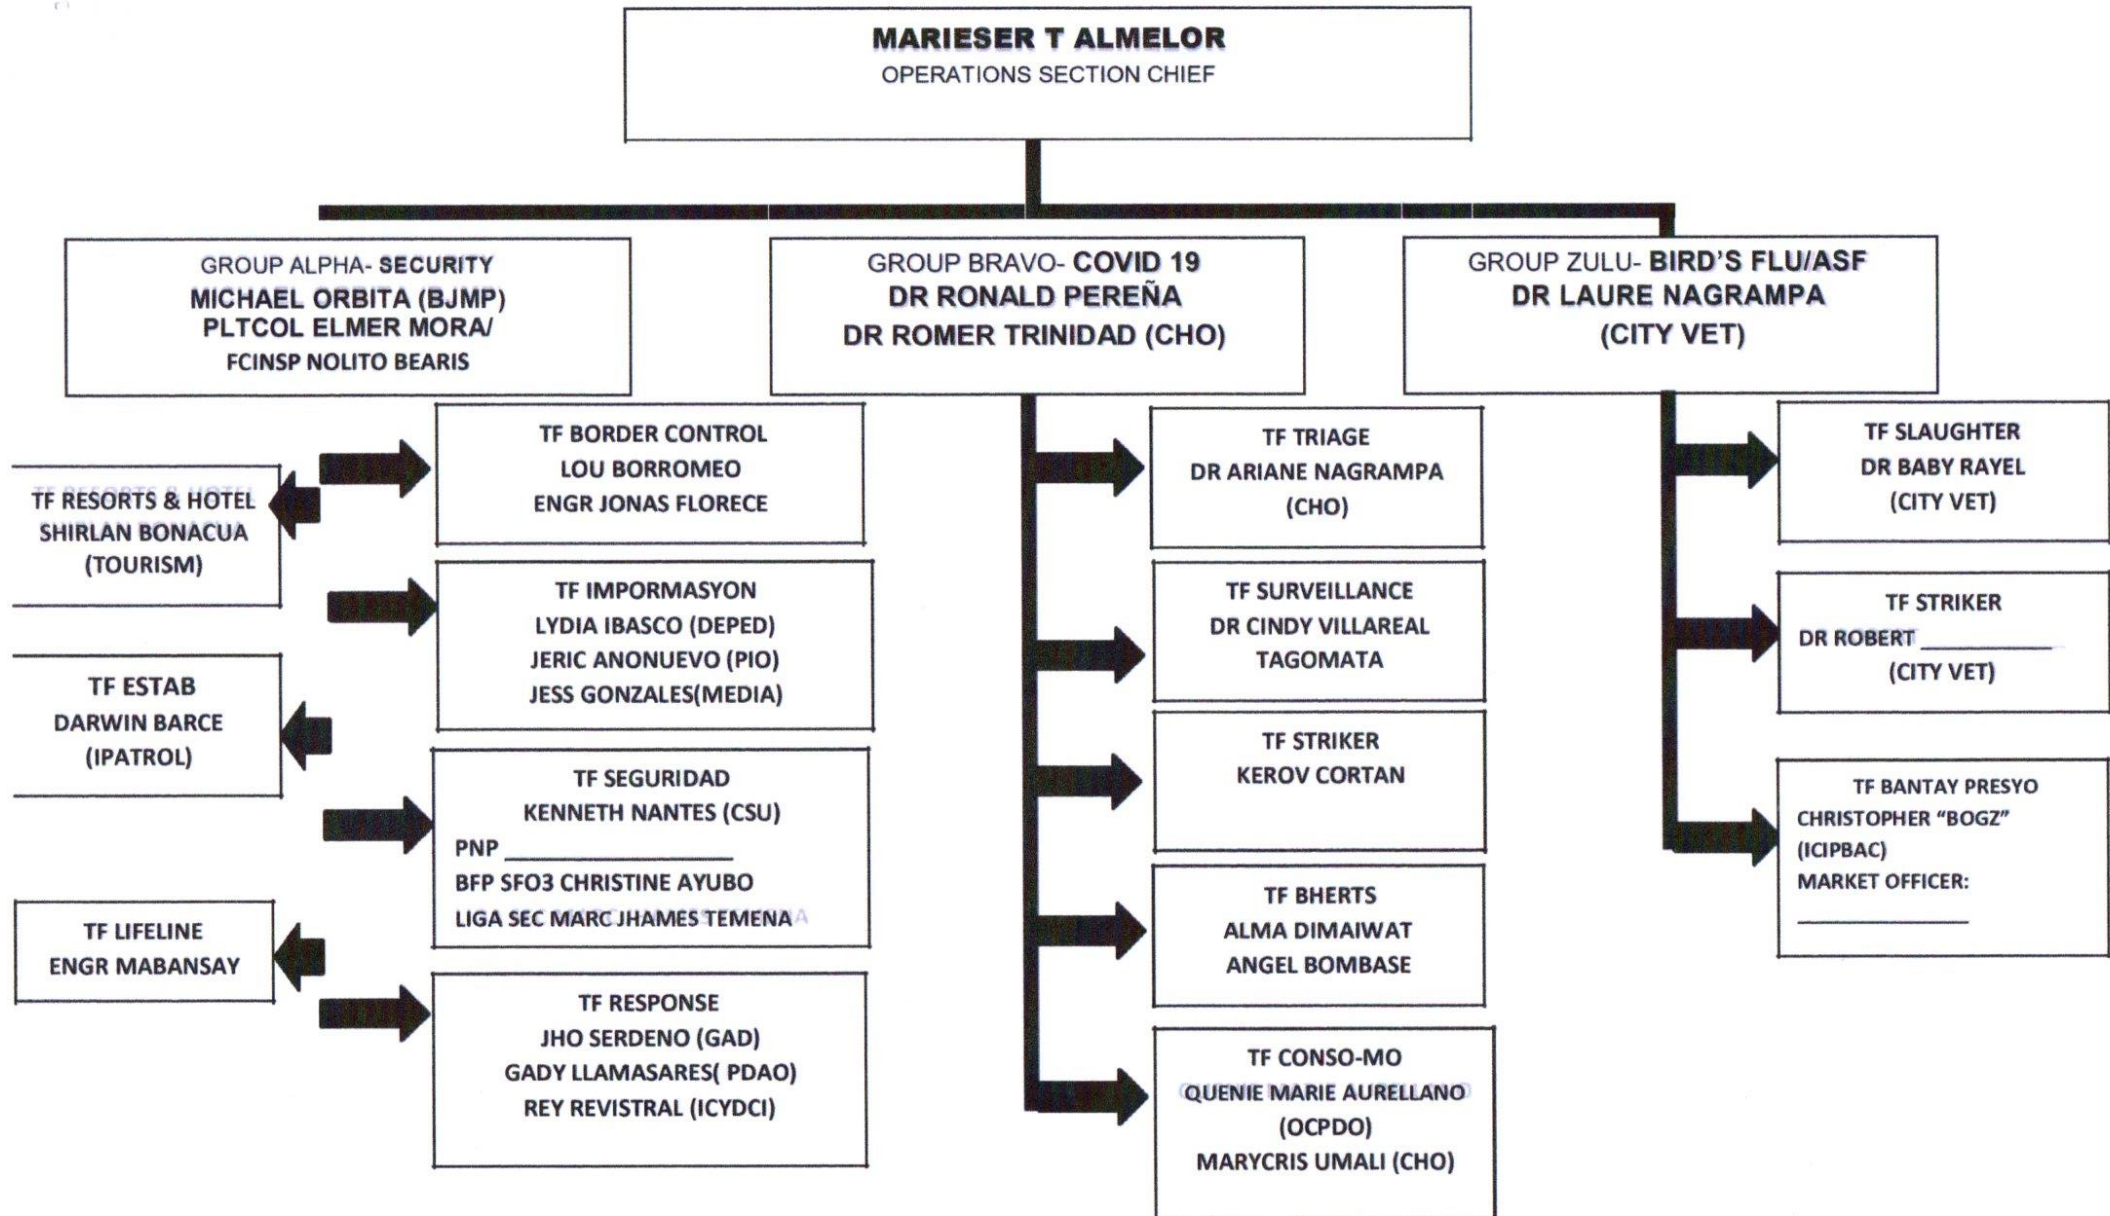 MARIESER T ALMELOR
OPERATIONS SECTION CHIEF
GROUP ALPHA- SECURITY
MICHAEL ORBITA (BJMP)
PLTCOL ELMER MORA/
FCINSP NOLITO BEARIS
GROUP BRAVO- COVID 19
DR RONALD PEREÑA
DR ROMER TRINIDAD (CHO)
GROUP ZULU- BIRD'S FLU/ASF
DR LAURE NAGRAMPA
(CITY VET)
TF RESORTS & HOTEL
SHIRLAN BONACUA
(TOURISM)
TF ESTAB
DARWIN BARCE
(IPATROL)
TF LIFELINE
ENGR MABANSAY
TF BORDER CONTROL
LOU BORROMEO
ENGR JONAS FLORECE
TF IMPORMASYON
LYDIA IBASCO (DEPED)
JERIC ANONUEVO (PIO)
JESS GONZALES(MEDIA)
TF SEGURIDAD
KENNETH NANTES (CSU)
PNP ____________________
BFP SFO3 CHRISTINE AYUBO
LIGA SEC MARC JHAMES TEMENA
TF RESPONSE
JHO SERDENO (GAD)
GADY LLAMASARES( PDAO)
REY REVISTRAL (ICYDCI)
TF TRIAGE
DR ARIANE NAGRAMPA
(CHO)
TF SURVEILLANCE
DR CINDY VILLAREAL
TAGOMATA
TF STRIKER
KEROV CORTAN
TF BHERTS
ALMA DIMAIWAT
ANGEL BOMBASE
TF CONSO-MO
QUENIE MARIE AURELLANO
(OCPDO)
MARYCRIS UMALI (CHO)
TF SLAUGHTER
DR BABY RAYEL
(CITY VET)
TF STRIKER
DR ROBERT ____________
(CITY VET)
TF BANTAY PRESYO
CHRISTOPHER “BOGZ”
(ICIPBAC)
MARKET OFFICER:
_______________